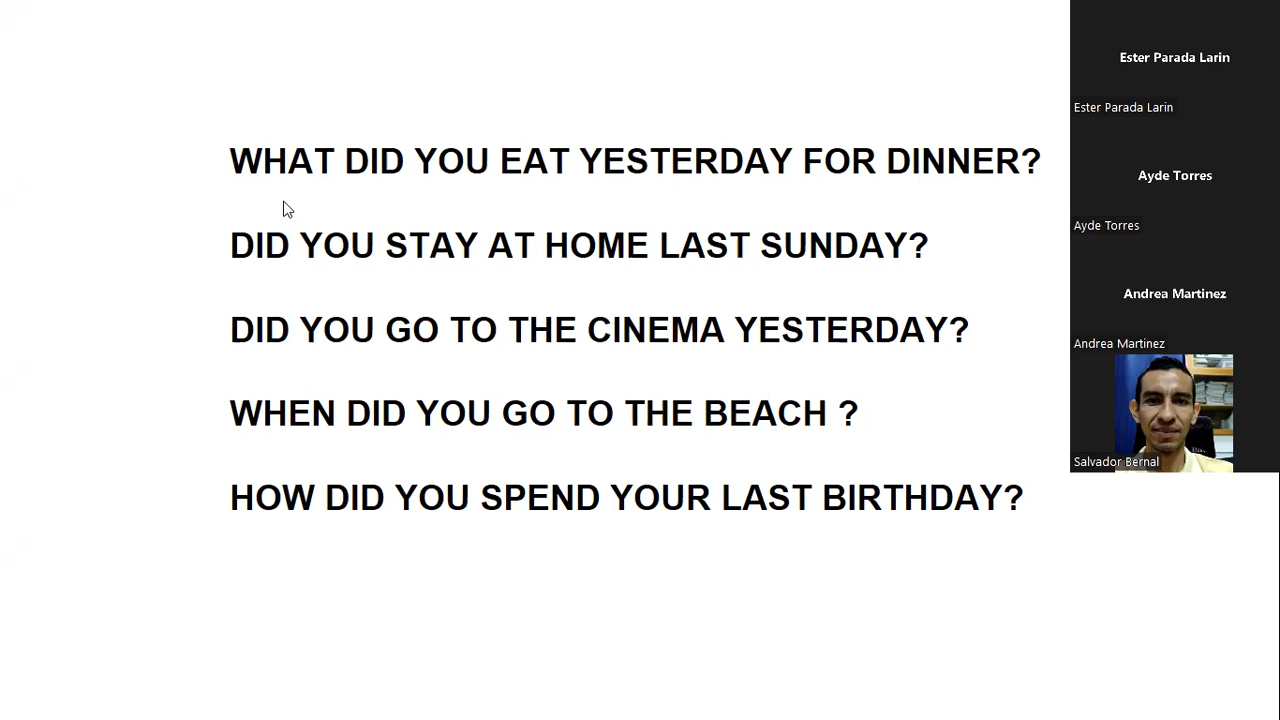 WHAT DID YOU EAT YESTERDAY FOR DINNER?
DID YOU STAY AT HOME LAST SUNDAY?
DID YOU GO TO THE CINEMA YESTERDAY?
WHEN DID YOU GO TO THE BEACH ?
HOW DID YOU SPEND YOUR LAST BIRTHDAY?
Ester Parada Larin
Ester Parada Larin
Ayde Torres
Ayde Torres
Andrea Martinez
Andrea Martinez
Salvador Bernal